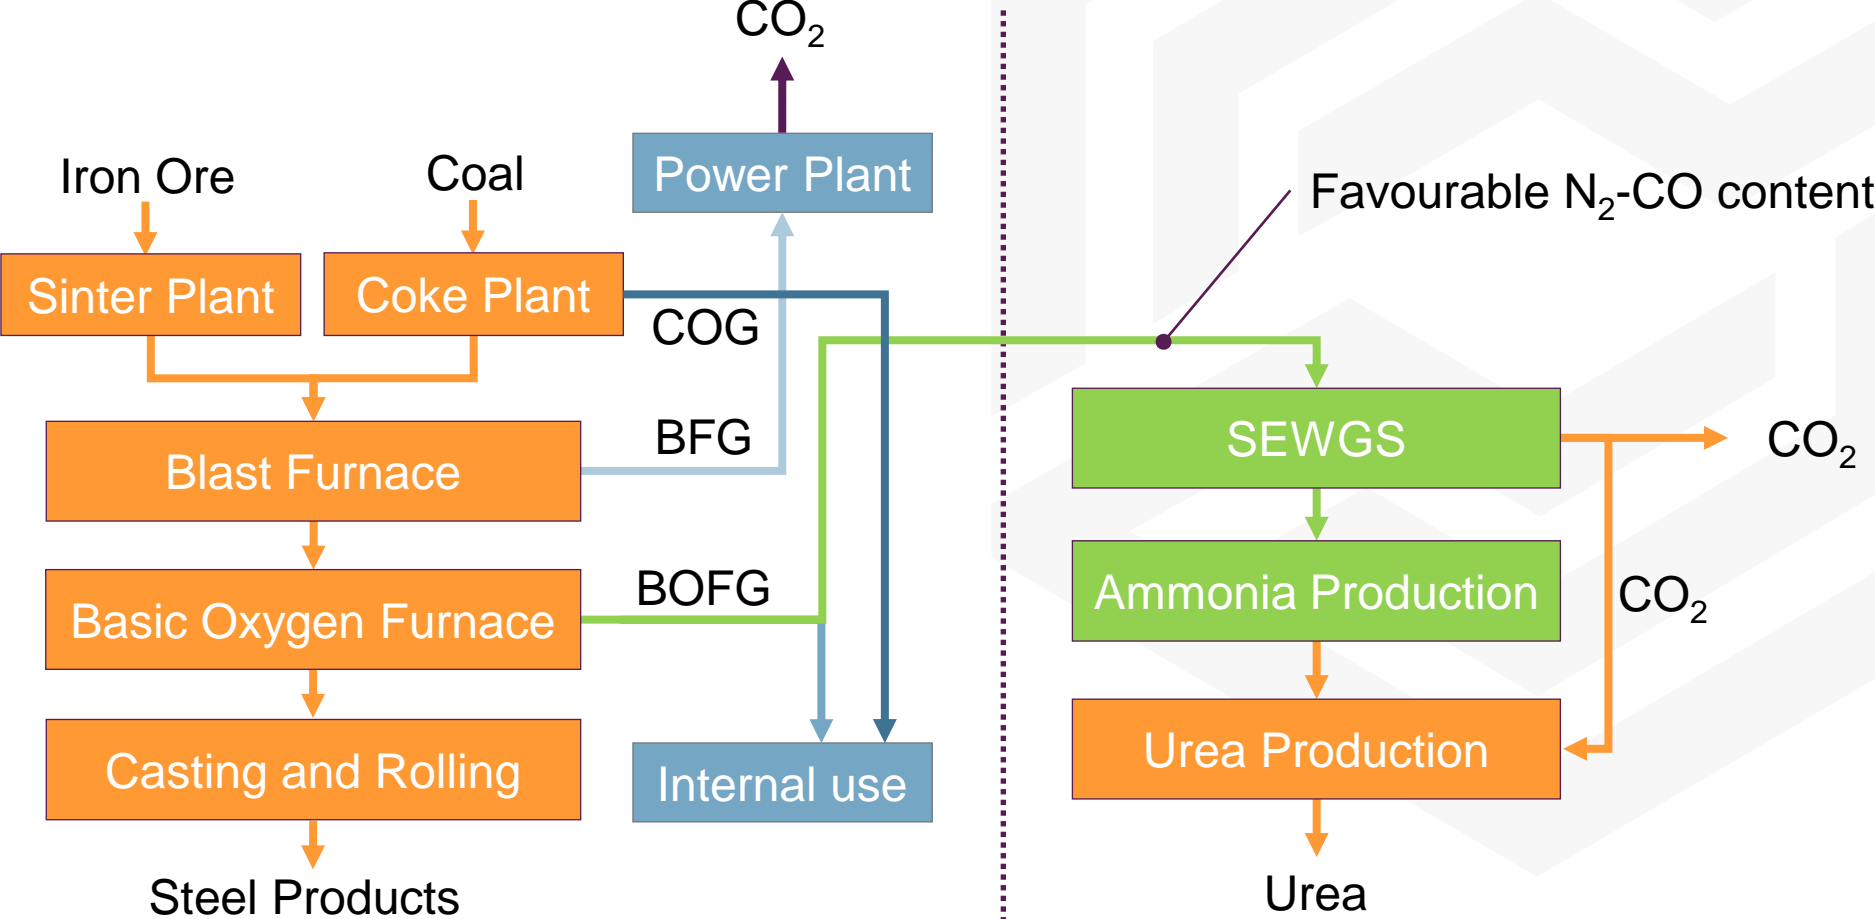 CO₂
Power Plant
Iron Ore
Coal
Sinter Plant
Coke Plant
COG
Blast Furnace
BFG
Basic Oxygen Furnace
BOFG
Casting and Rolling
Internal use
Steel Products
Favourable N₂-CO content
SEWGS
CO₂
Ammonia Production
CO₂
Urea Production
Urea